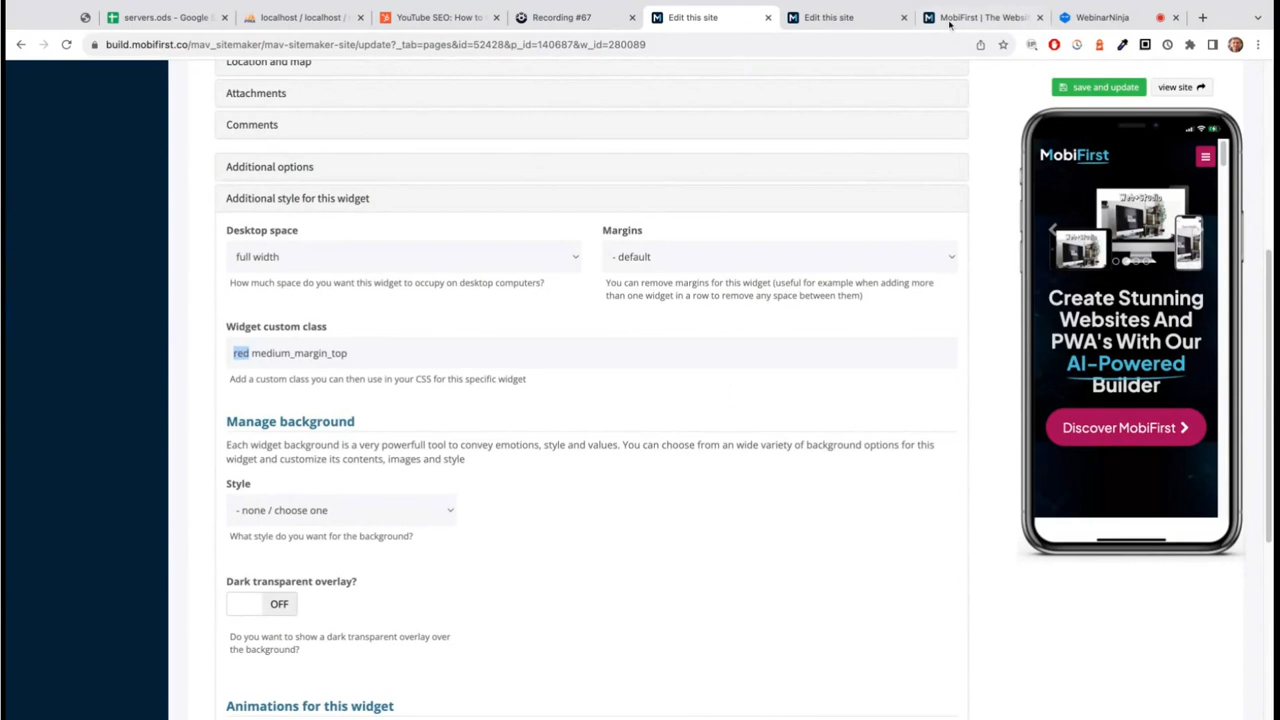 servers.ods - Google S
localhost / localhost /
YouTube SEO: How to
Recording #67
Edit this site
Edit this site
MobiFirst | The Websi
WebinarNinja
build.mobifirst.co/mav_sitemaker/mav-sitemaker-site/update?_tab=pages&id=52428&p_id=140687&w_id=280089
Location and map
Attachments
Comments
Additional options
Additional style for this widget
Desktop space
Margins
full width
- default
How much space do you want this widget to occupy on desktop computers?
You can remove margins for this widget (useful for example when adding more
than one widget in a row to remove any space between them)
Widget custom class
red medium_margin_top
Add a custom class you can then use in your CSS for this specific widget
Manage background
Each widget background is a very powerfull tool to convey emotions, style and values. You can choose from an wide variety of background options for this
widget and customize its contents, images and style
Style
- none / choose one
What style do you want for the background?
Dark transparent overlay?
OFF
Do you want to show a dark transparent overlay over
the background?
Animations for this widget
save and update
view site
MobiFirst
Web Studio
Create Stunning
Websites And
PWA's With Our
AI-Powered
Builder
Discover MobiFirst